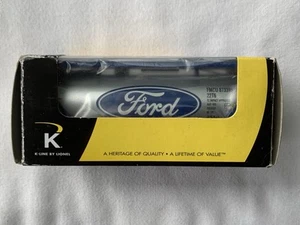 Ford
K
K-LINE BY LIONEL
A HERITAGE OF QUALITY • A LIFETIME OF VALUE™